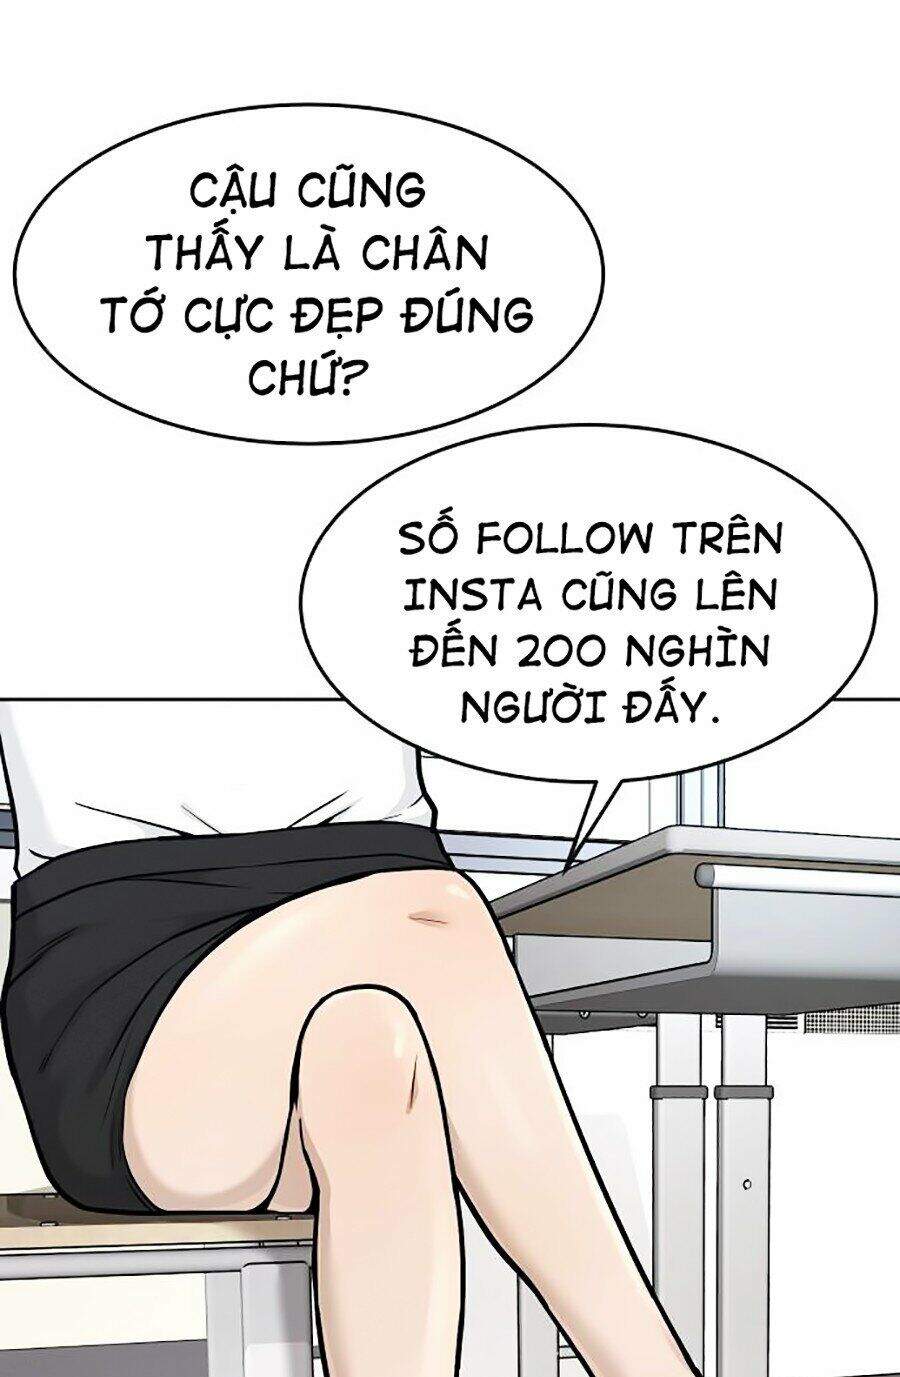 CẬU CŨNG
THẤY LÀ CHÂN
TỚ CỰC ĐẸP ĐÚNG
CHỨ?
SỐ FOLLOW TRÊN
INSTA CŨNG LÊN
ĐẾN 200 NGHÌN
NGƯỜI ĐẤY.